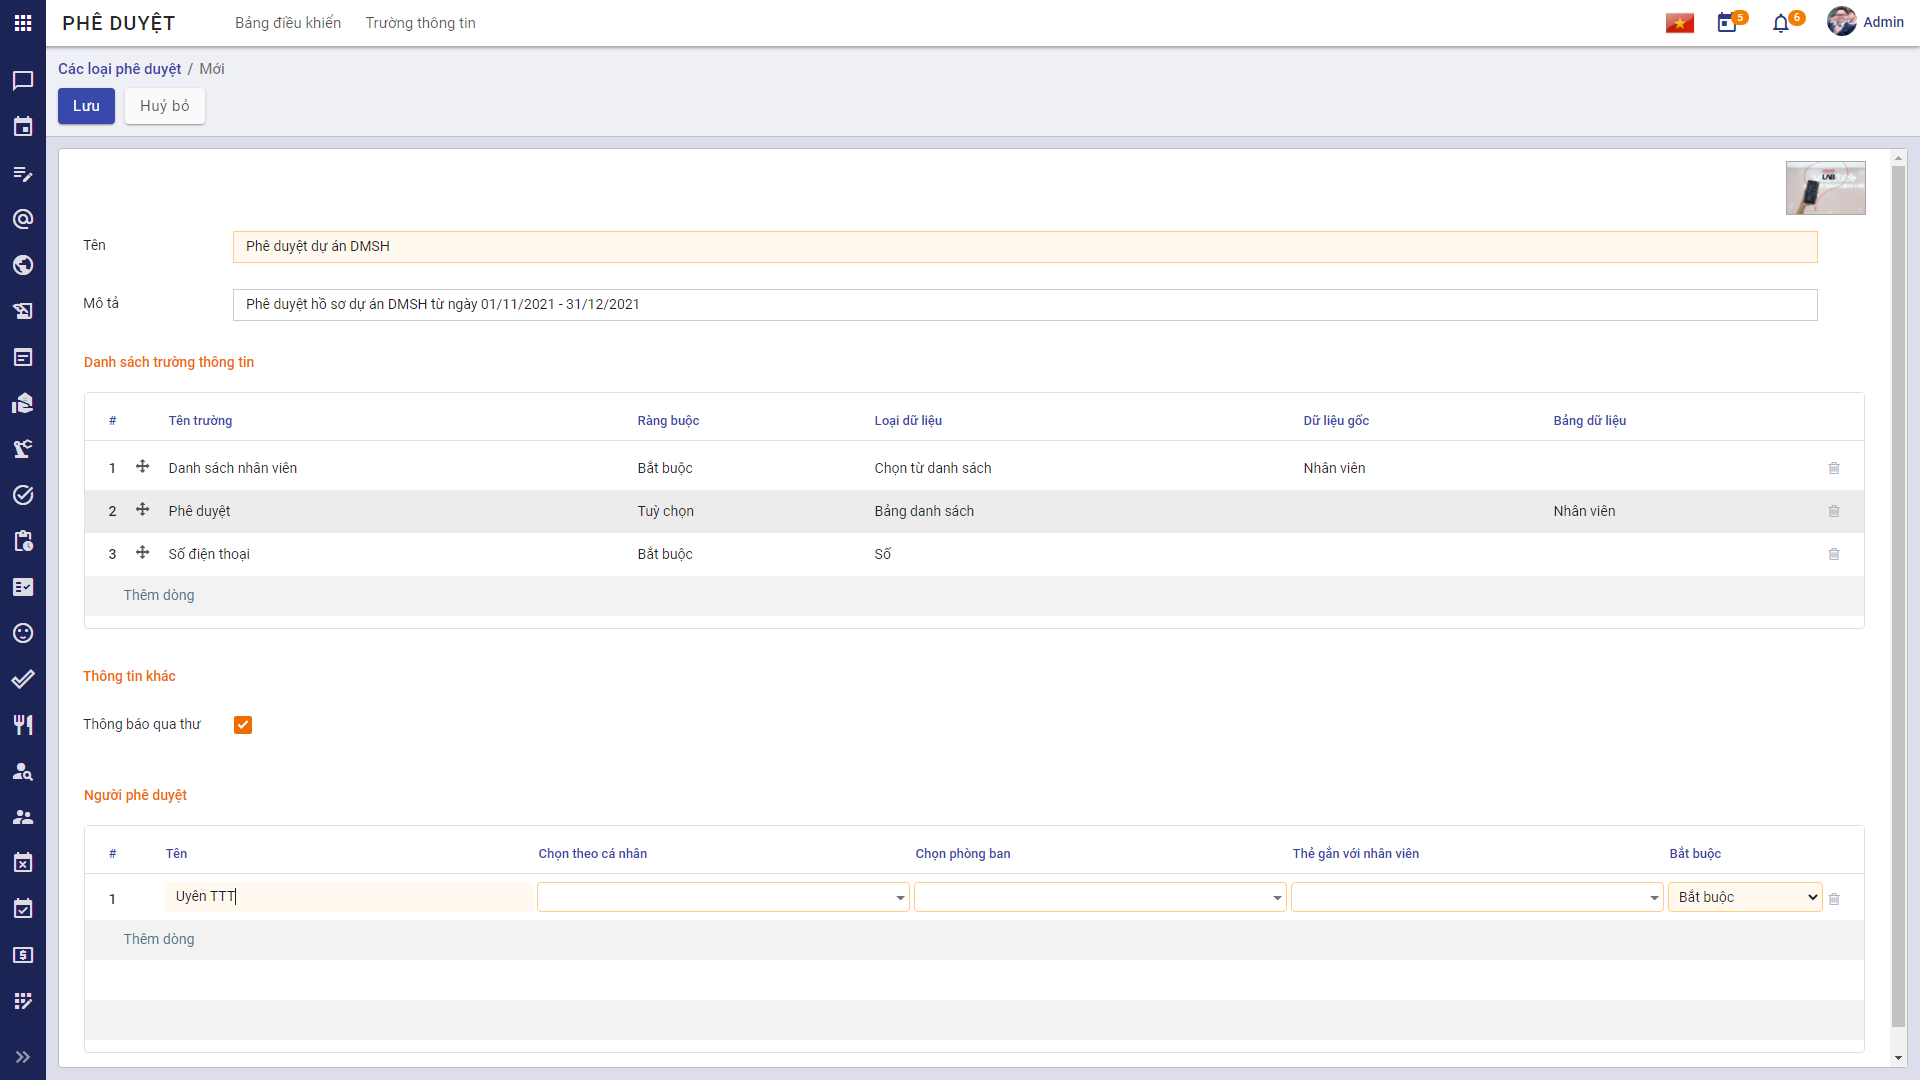 PHÊ DUYỆT
Bảng điều khiển
Trường thông tin
5
6
Admin
Các loại phê duyệt / Mới
Lưu
Huỷ bỏ
LAB
Tên
Phê duyệt dự án DMSH
Mô tả
Phê duyệt hồ sơ dự án DMSH từ ngày 01/11/2021 - 31/12/2021
Danh sách trường thông tin
# Tên trường Ràng buộc Loại dữ liệu Dữ liệu gốc Bảng dữ liệu
1 Danh sách nhân viên Bắt buộc Chọn từ danh sách Nhân viên
2 Phê duyệt Tuỳ chọn Bảng danh sách Nhân viên
3 Số điện thoại Bắt buộc Số
Thêm dòng
Thông tin khác
Thông báo qua thư
Người phê duyệt
# Tên Chọn theo cá nhân Chọn phòng ban Thẻ gắn với nhân viên Bắt buộc
1 Uyên TTT Bắt buộc
Thêm dòng